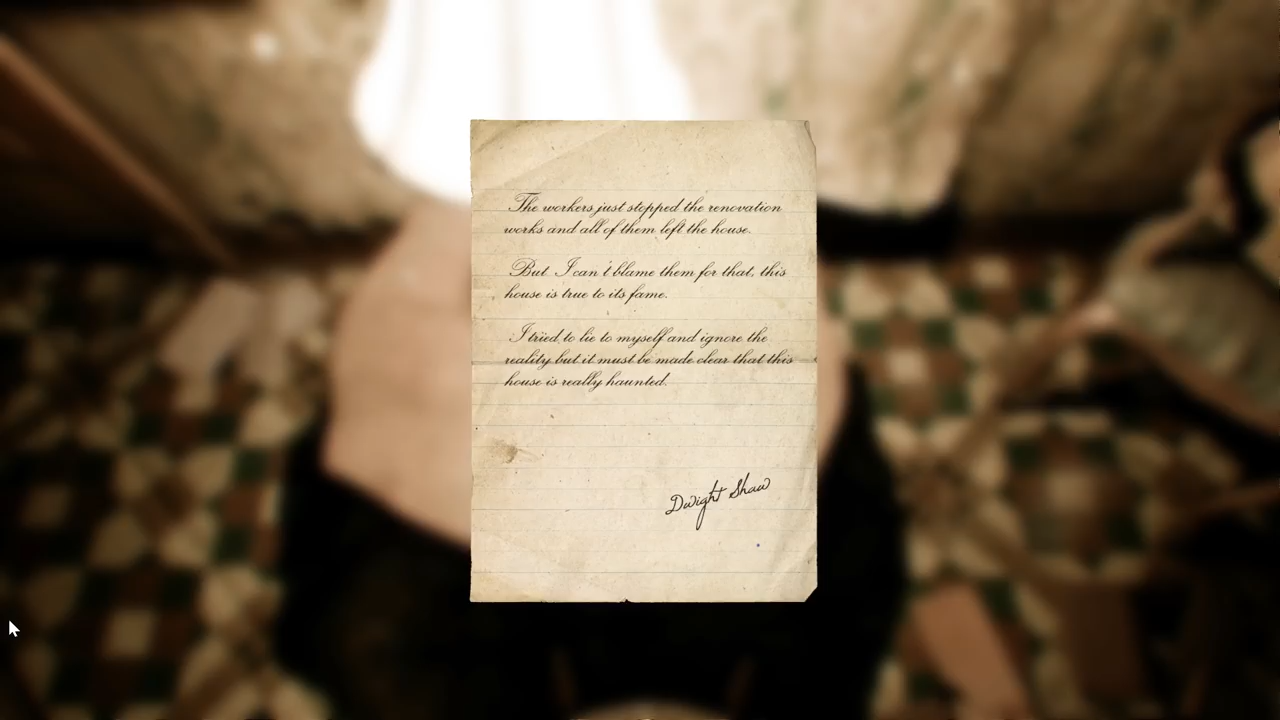 The workers just stopped the renovation
works and all of them left the house.
But I can't blame them for that, this
house is true to its fame.
I tried to lie to myself and ignore the
reality but it must be made clear that this
house is really haunted.
Dwight Shaw